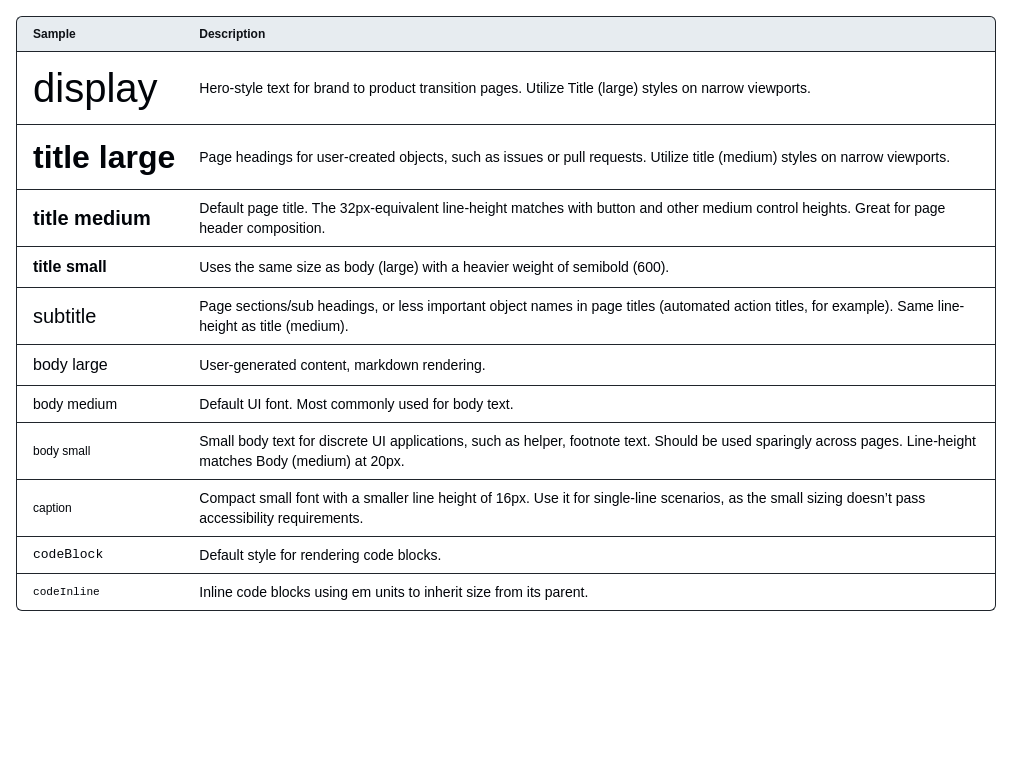 Sample Description
display Hero-style text for brand to product transition pages. Utilize Title (large) styles on narrow viewports.
title large Page headings for user-created objects, such as issues or pull requests. Utilize title (medium) styles on narrow viewports.
title medium Default page title. The 32px-equivalent line-height matches with button and other medium control heights. Great for page
header composition.
title small Uses the same size as body (large) with a heavier weight of semibold (600).
subtitle Page sections/sub headings, or less important object names in page titles (automated action titles, for example). Same line-
height as title (medium).
body large User-generated content, markdown rendering.
body medium Default UI font. Most commonly used for body text.
body small Small body text for discrete UI applications, such as helper, footnote text. Should be used sparingly across pages. Line-height
matches Body (medium) at 20px.
caption Compact small font with a smaller line height of 16px. Use it for single-line scenarios, as the small sizing doesn’t pass
accessibility requirements.
codeBlock Default style for rendering code blocks.
codeInline Inline code blocks using em units to inherit size from its parent.